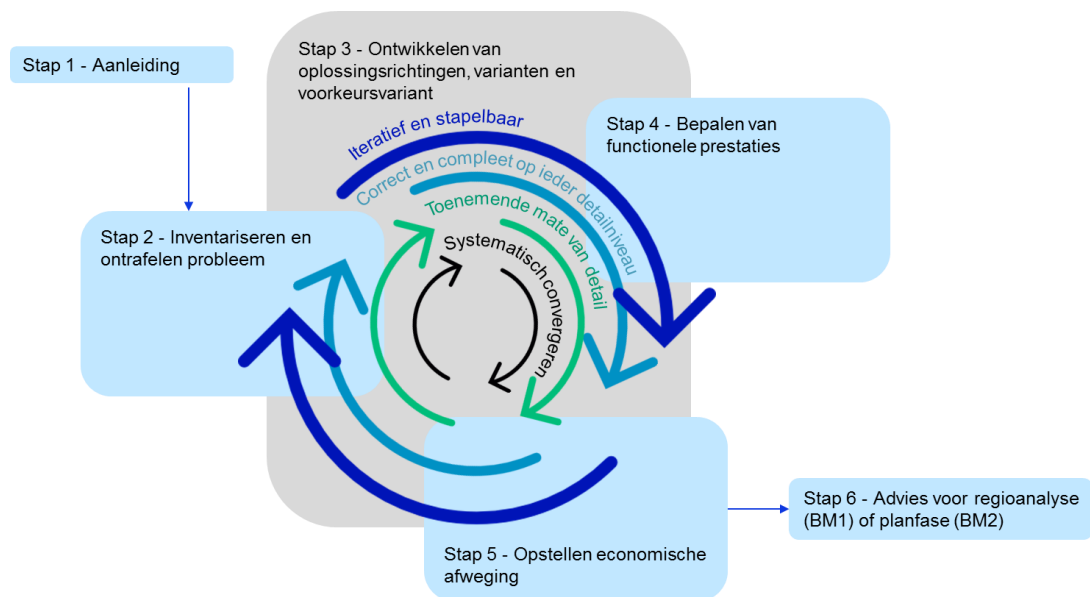 Stap 1 - Aanleiding
Stap 2 - Inventariseren en
ontrafelen probleem
Stap 3 - Ontwikkelen van
oplossingsrichtingen, varianten en
voorkeursvariant
Iteratief en stapelbaar
Correct en compleet op ieder detailniveau
Toenemende mate van detail
Systematisch convergeren
Stap 4 - Bepalen van
functionele prestaties
Stap 5 - Opstellen economische
afweging
Stap 6 - Advies voor regioanalyse
(BM1) of planfase (BM2)